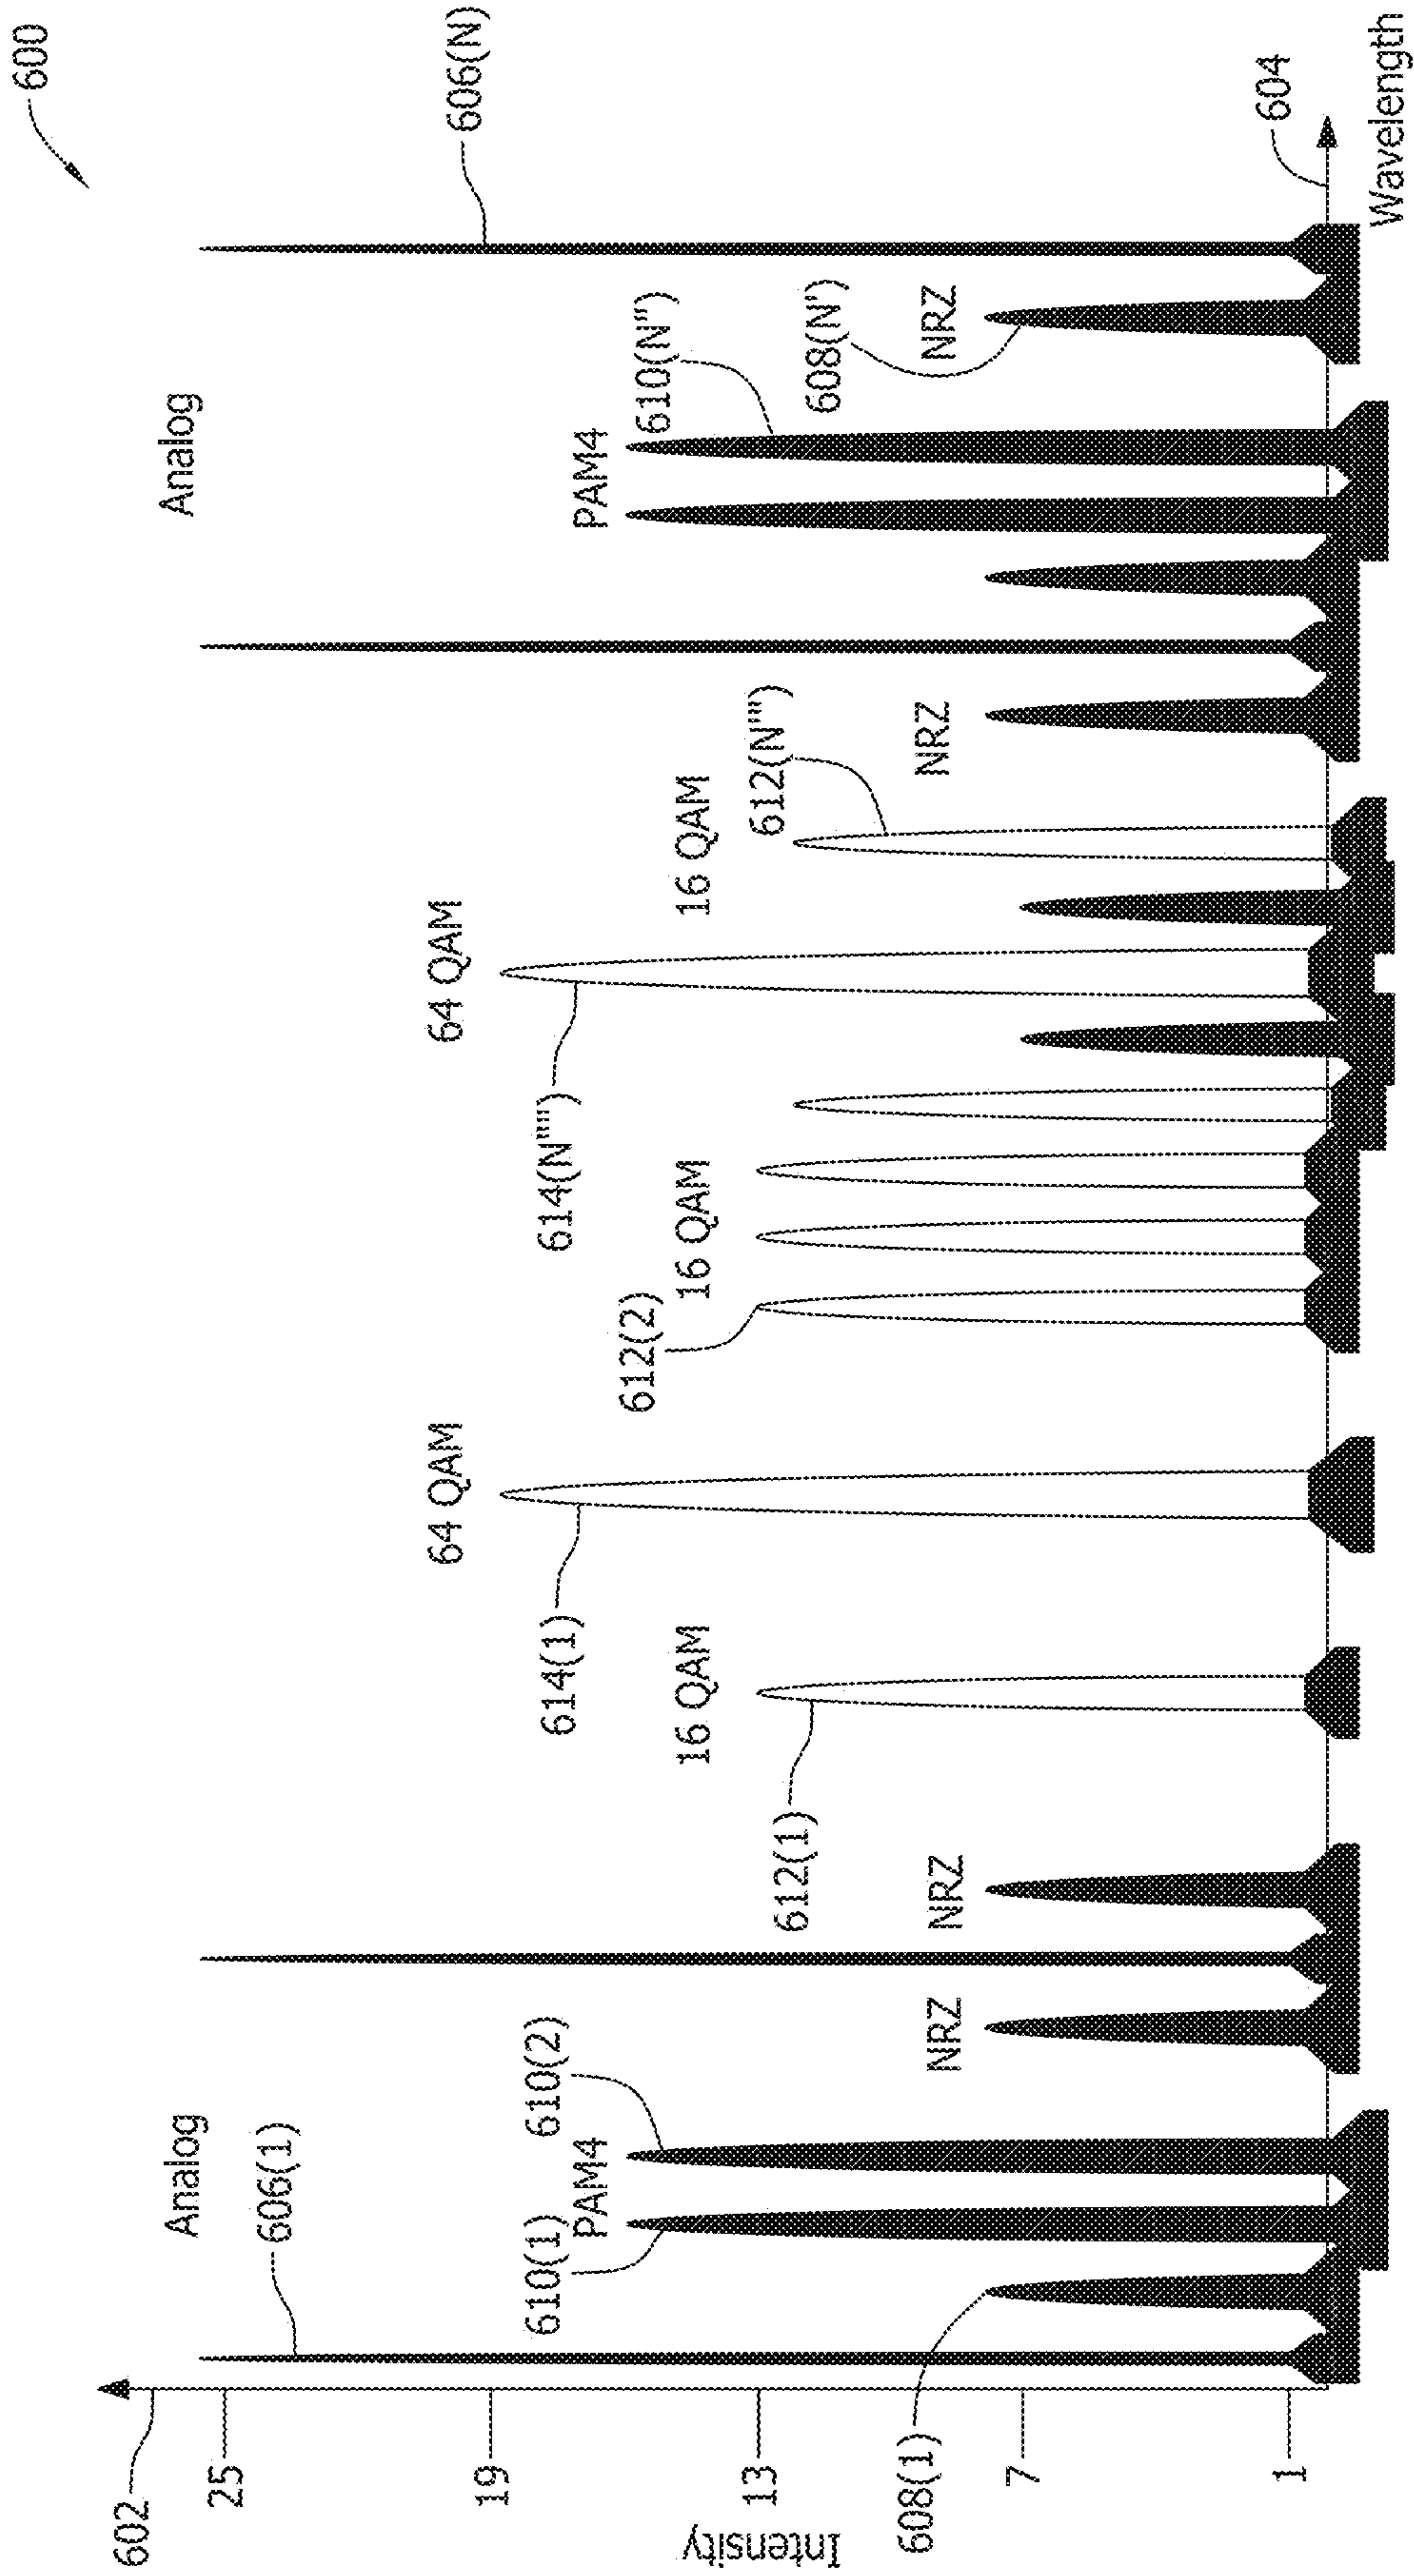 600
602
25
19
13
7
1
Intensity
Analog
606(1)
610(1)
PAM4
610(2)
608(1)
NRZ
NRZ
612(1)
16 QAM
614(1)
64 QAM
612(2)
16 QAM
614(N'''')
64 QAM
16 QAM
612(N''')
NRZ
Analog
PAM4
610(N'')
608(N')
NRZ
606(N)
604
Wavelength